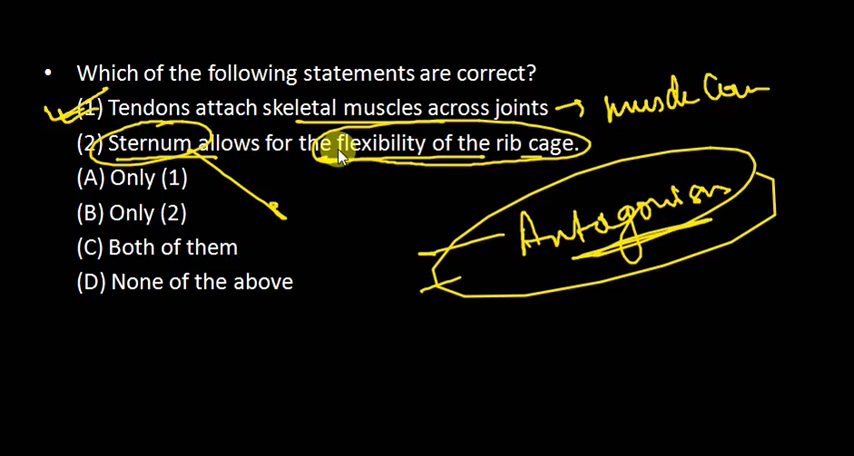 • Which of the following statements are correct?
(1) Tendons attach skeletal muscles across joints → muscle
(2) Sternum allows for the flexibility of the rib cage.
(A) Only (1)
(B) Only (2)
Antagonism
(C) Both of them
(D) None of the above